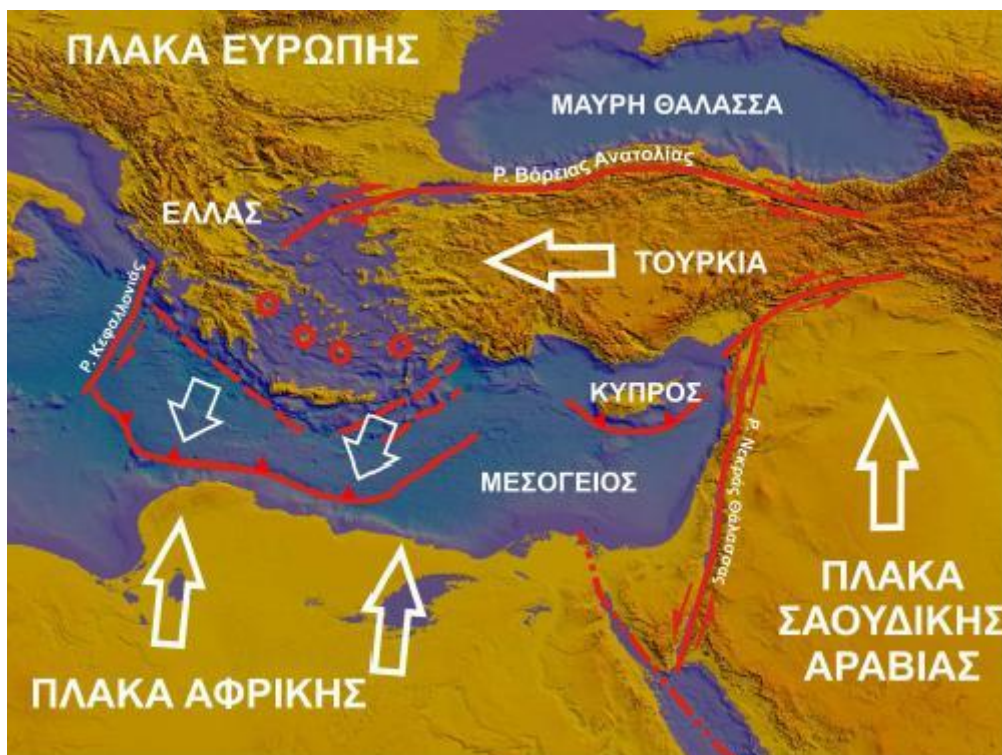 ΠΛΑΚΑ ΕΥΡΩΠΗΣ
ΜΑΥΡΗ ΘΑΛΑΣΣΑ
Ρ. Βόρειας Ανατολίας
ΕΛΛΑΣ
ΤΟΥΡΚΙΑ
Ρ. Κεφαλλονιάς
ΚΥΠΡΟΣ
ΜΕΣΟΓΕΙΟΣ
Ρ. Νεκράς Θάλασσας
ΠΛΑΚΑ
ΣΑΟΥΔΙΚΗΣ
ΑΡΑΒΙΑΣ
ΠΛΑΚΑ ΑΦΡΙΚΗΣ